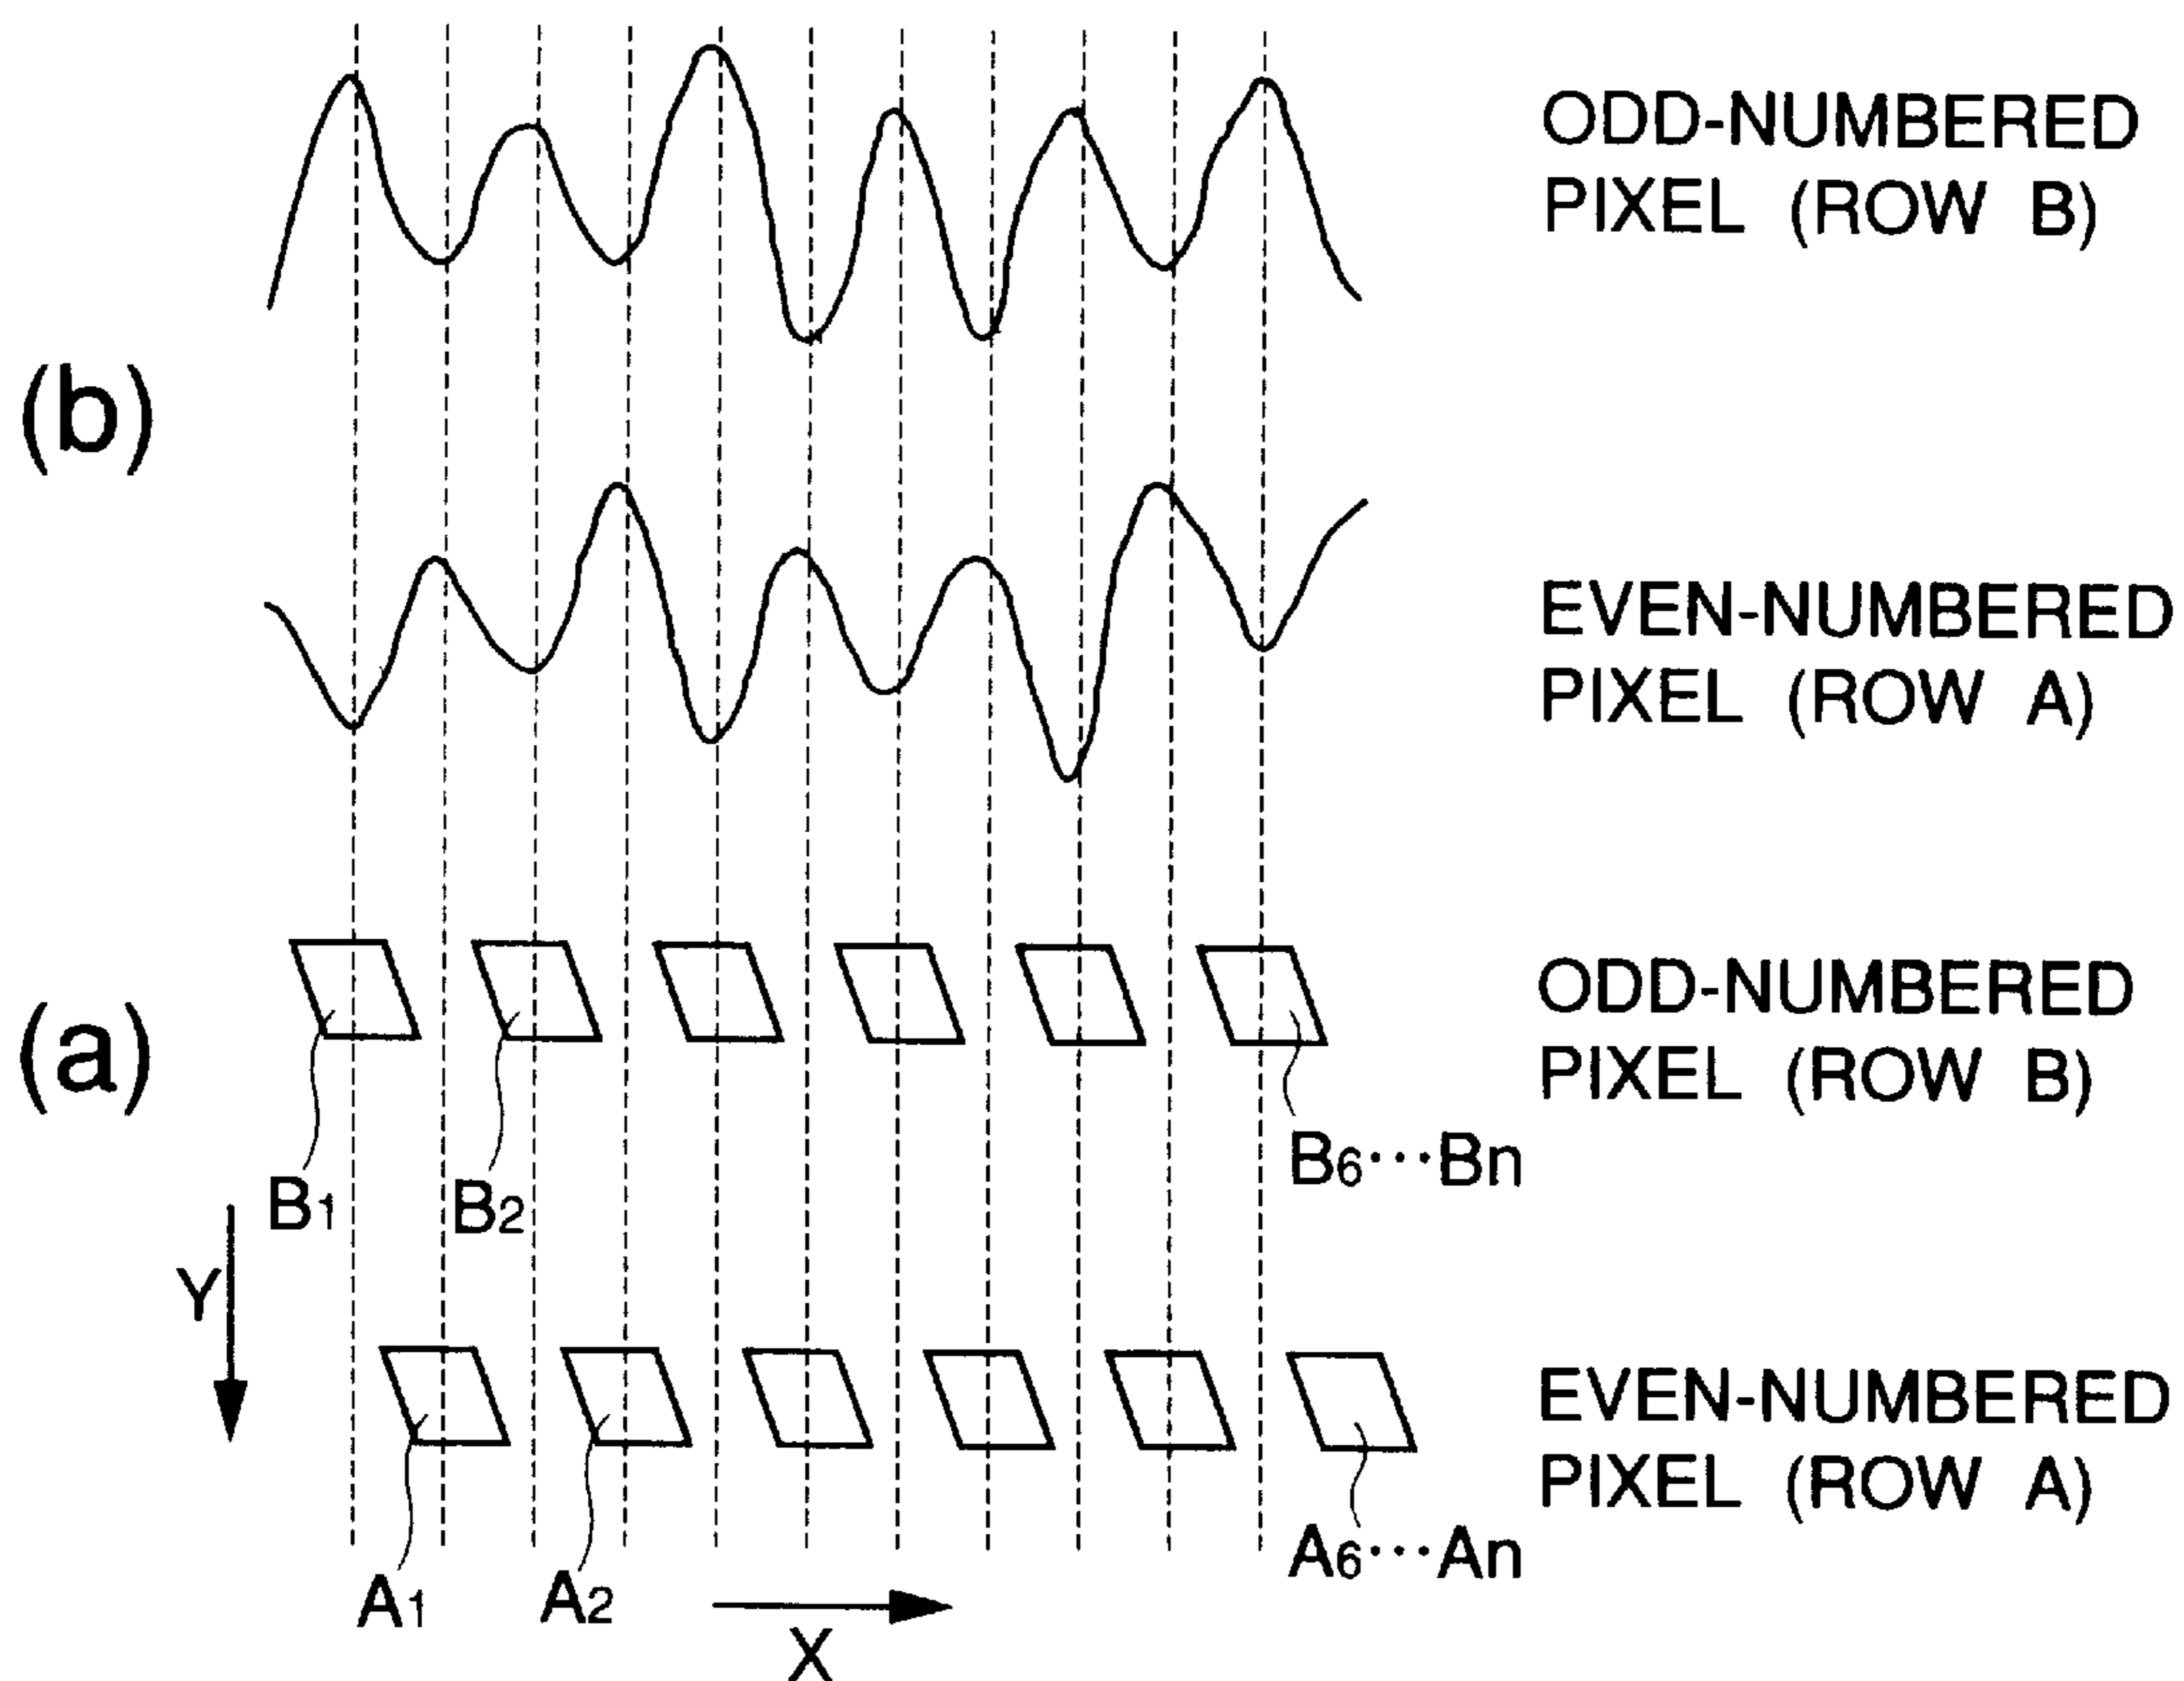 ODD-NUMBERED
PIXEL (ROW B)
(b)
EVEN-NUMBERED
PIXEL (ROW A)
ODD-NUMBERED
PIXEL (ROW B)
(a)
B6···Bn
B1
B2
Y
EVEN-NUMBERED
PIXEL (ROW A)
A6···An
A1
A2
X